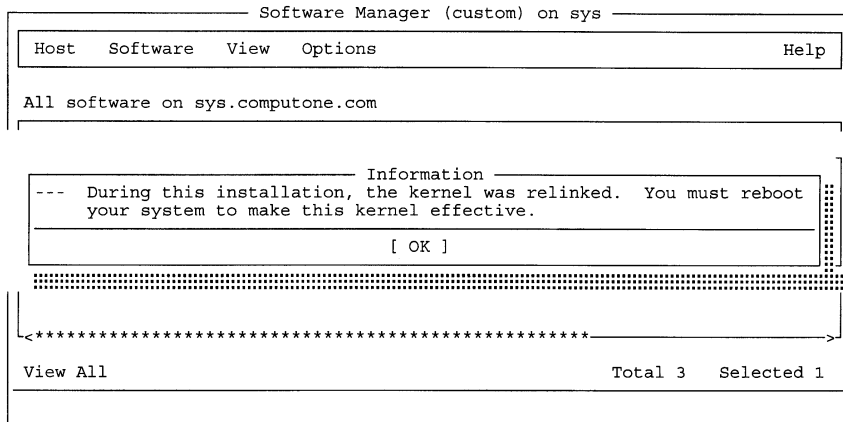 Software Manager (custom) on sys
Host Software View Options Help
All software on sys.computone.com
Information
--- During this installation, the kernel was relinked. You must reboot
your system to make this kernel effective.
[ OK ]
<****************************************************>
View All Total 3 Selected 1